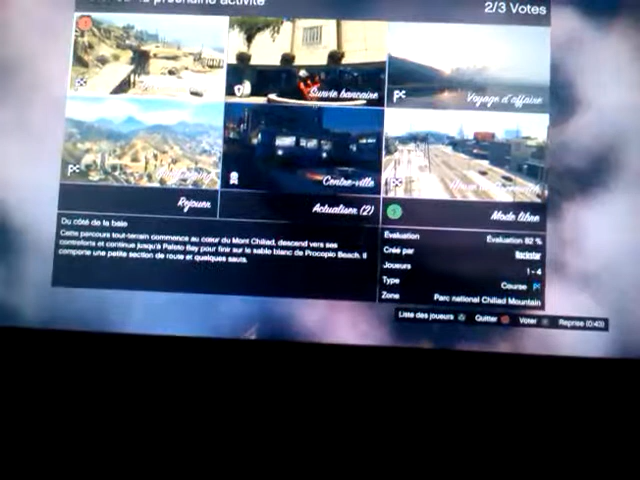 prochaine activité
2/3 Votes
Survie bancaire
Voyage d'affaire
Centre-ville
Rejouer
Actualiser (2)
Mode libre
Du côté de la baie
Cette parcours tout-terrain commence au cœur du Mont Chiliad, descend vers ses
contreforts et continue jusqu'à Paleto Bay pour finir sur le sable blanc de Procopio Beach. Il
comporte une petite section de route et quelques sauts.
Évaluation
Évaluation 82 %
Créé par
Rockstar
Joueurs
1 - 4
Type
Course
Zone
Parc national Chiliad Mountain
Liste des joueurs
Quitter
Voter
Reprise (0:43)